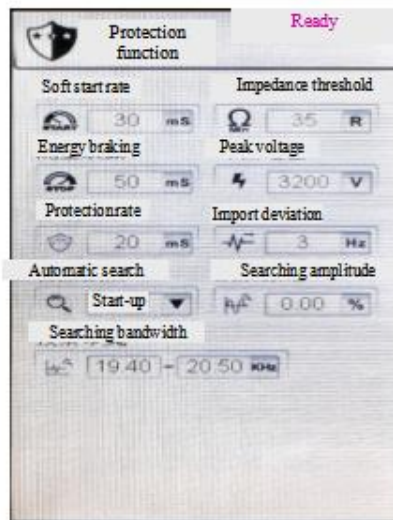 Protection
function
Ready
Soft start rate
Impedance threshold
30 mS
35 R
Energy braking
Peak voltage
50 mS
3200 V
Protection rate
Import deviation
20 mS
3 Hz
Automatic search
Searching amplitude
Start-up
0.00 %
Searching bandwidth
19.40 - 20.50 KHz